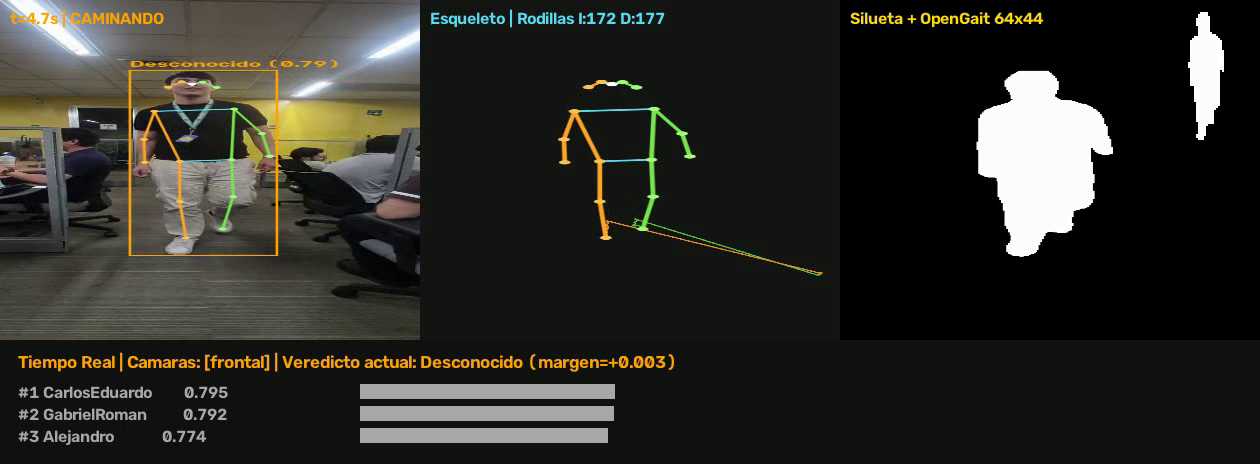 t=4.7s | CAMINANDO
Desconocido (0.79)
Esqueleto | Rodillas I:172 D:177
Silueta + OpenGait 64x44
Tiempo Real | Camaras: [frontal] | Veredicto actual: Desconocido (margen=+0.003)
#1 CarlosEduardo 0.795
#2 GabrielRoman 0.792
#3 Alejandro 0.774